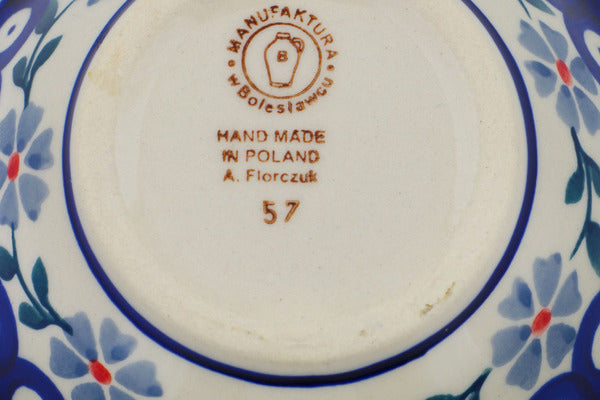 MANUFAKTURA
B
w Bolesławcu
HAND MADE
IN POLAND
A. Florczuk
57